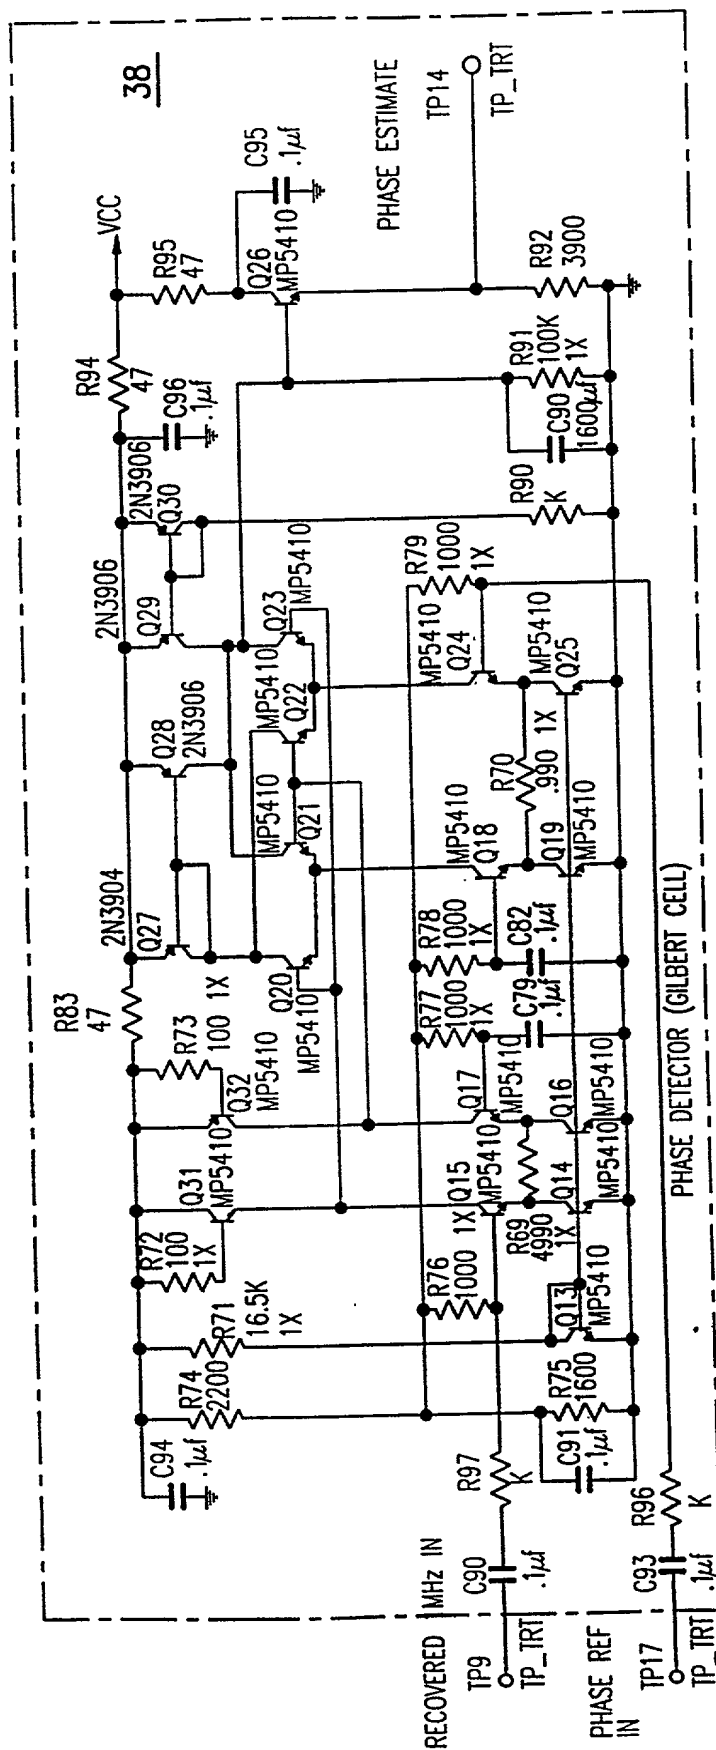 38
VCC
R95
47
C95
.1µf
Q26
MP5410
PHASE ESTIMATE
TP14
TP_TRT
R92
3900
R94
47
C96
.1µf
R91
100K
1X
C90
1600µf
R90
K
2N3906
Q30
2N3906
Q29
Q23
MP5410
MP5410
Q22
R79
1000
1X
MP5410
Q24
MP5410
Q25
1X
Q28
2N3906
MP5410
Q21
R70
.990
MP5410
Q18
Q19
MP5410
2N3904
Q27
1X
Q20
MP5410
R78
1000
1X
C82
.1µf
R77
1000
1X
C79
.1µf
R83
47
R73
100
Q32
MP5410
Q17
MP5410
Q16
MP5410
Q31
MP5410
R72
100
1X
Q15
MP5410
1X
R69
4990
1X
Q14
MP5410
R76
1000
R71
16.5K
1X
Q13
MP5410
R74
2200
R75
1600
C91
.1µf
C94
.1µf
R97
K
C90
.1µf
RECOVERED 1MHz IN
TP9
TP_TRT
R96
K
C93
.1µf
PHASE REF
IN
TP17
TP_TRT
PHASE DETECTOR (GILBERT CELL)